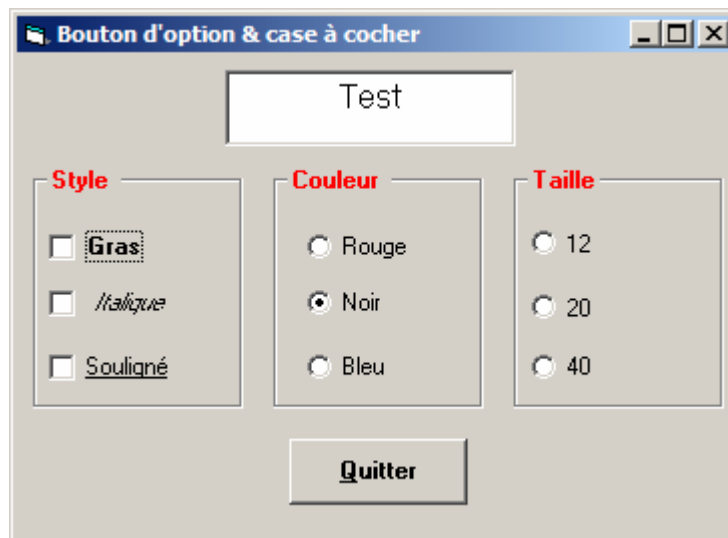 Bouton d'option & case à cocher
Test
Style
Gras
Italique
Souligné
Couleur
Rouge
Noir
Bleu
Taille
12
20
40
Quitter